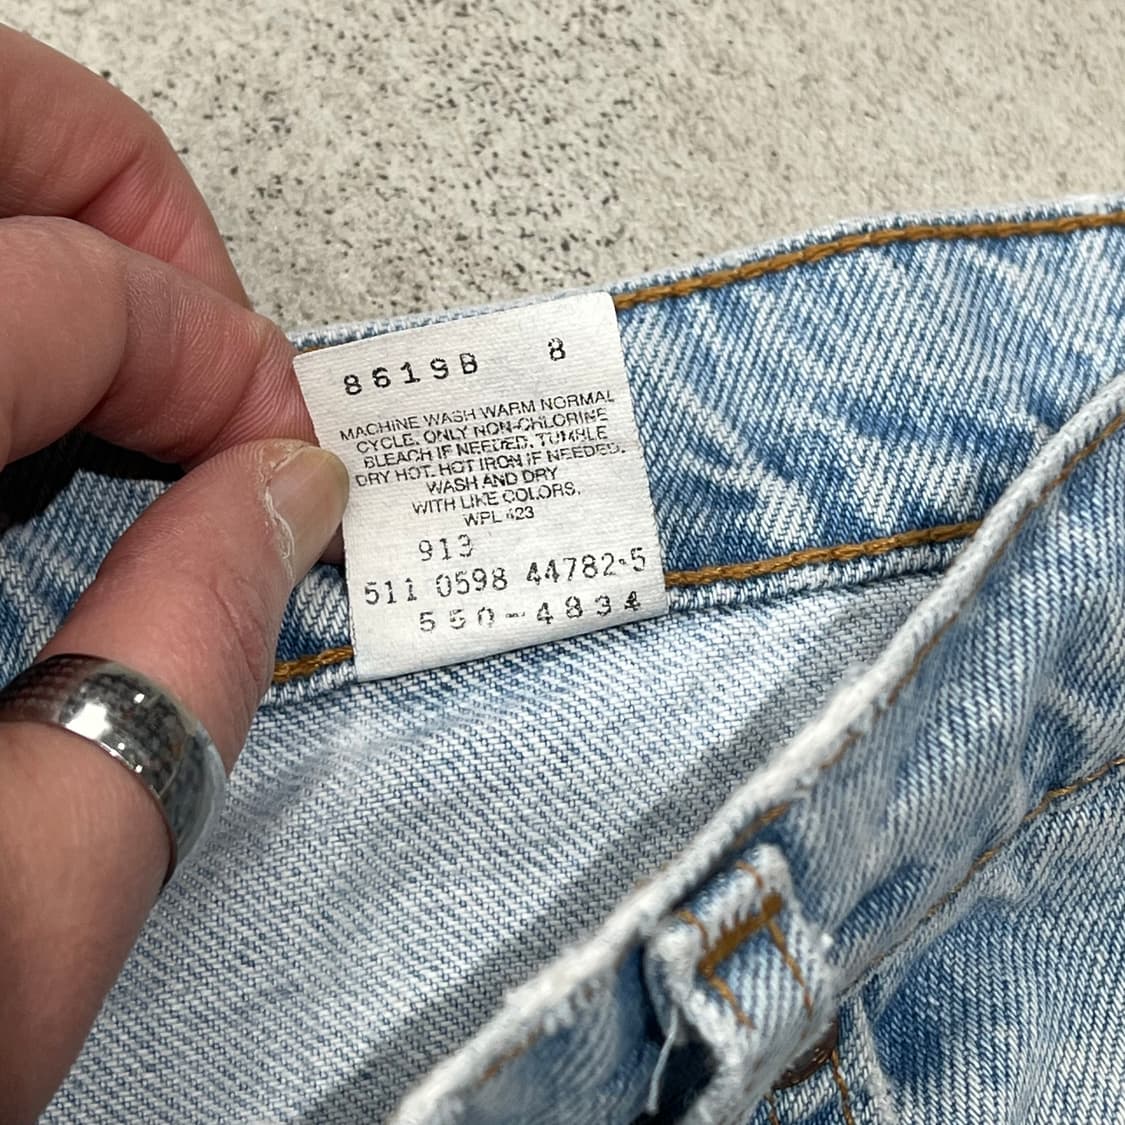 8619B 8
MACHINE WASH WARM NORMAL
CYCLE. ONLY NON-CHLORINE
BLEACH IF NEEDED. TUMBLE
DRY HOT. HOT IRON IF NEEDED.
WASH AND DRY
WITH LIKE COLORS.
WPL 423
913
511 0598 44782-5
550-4834